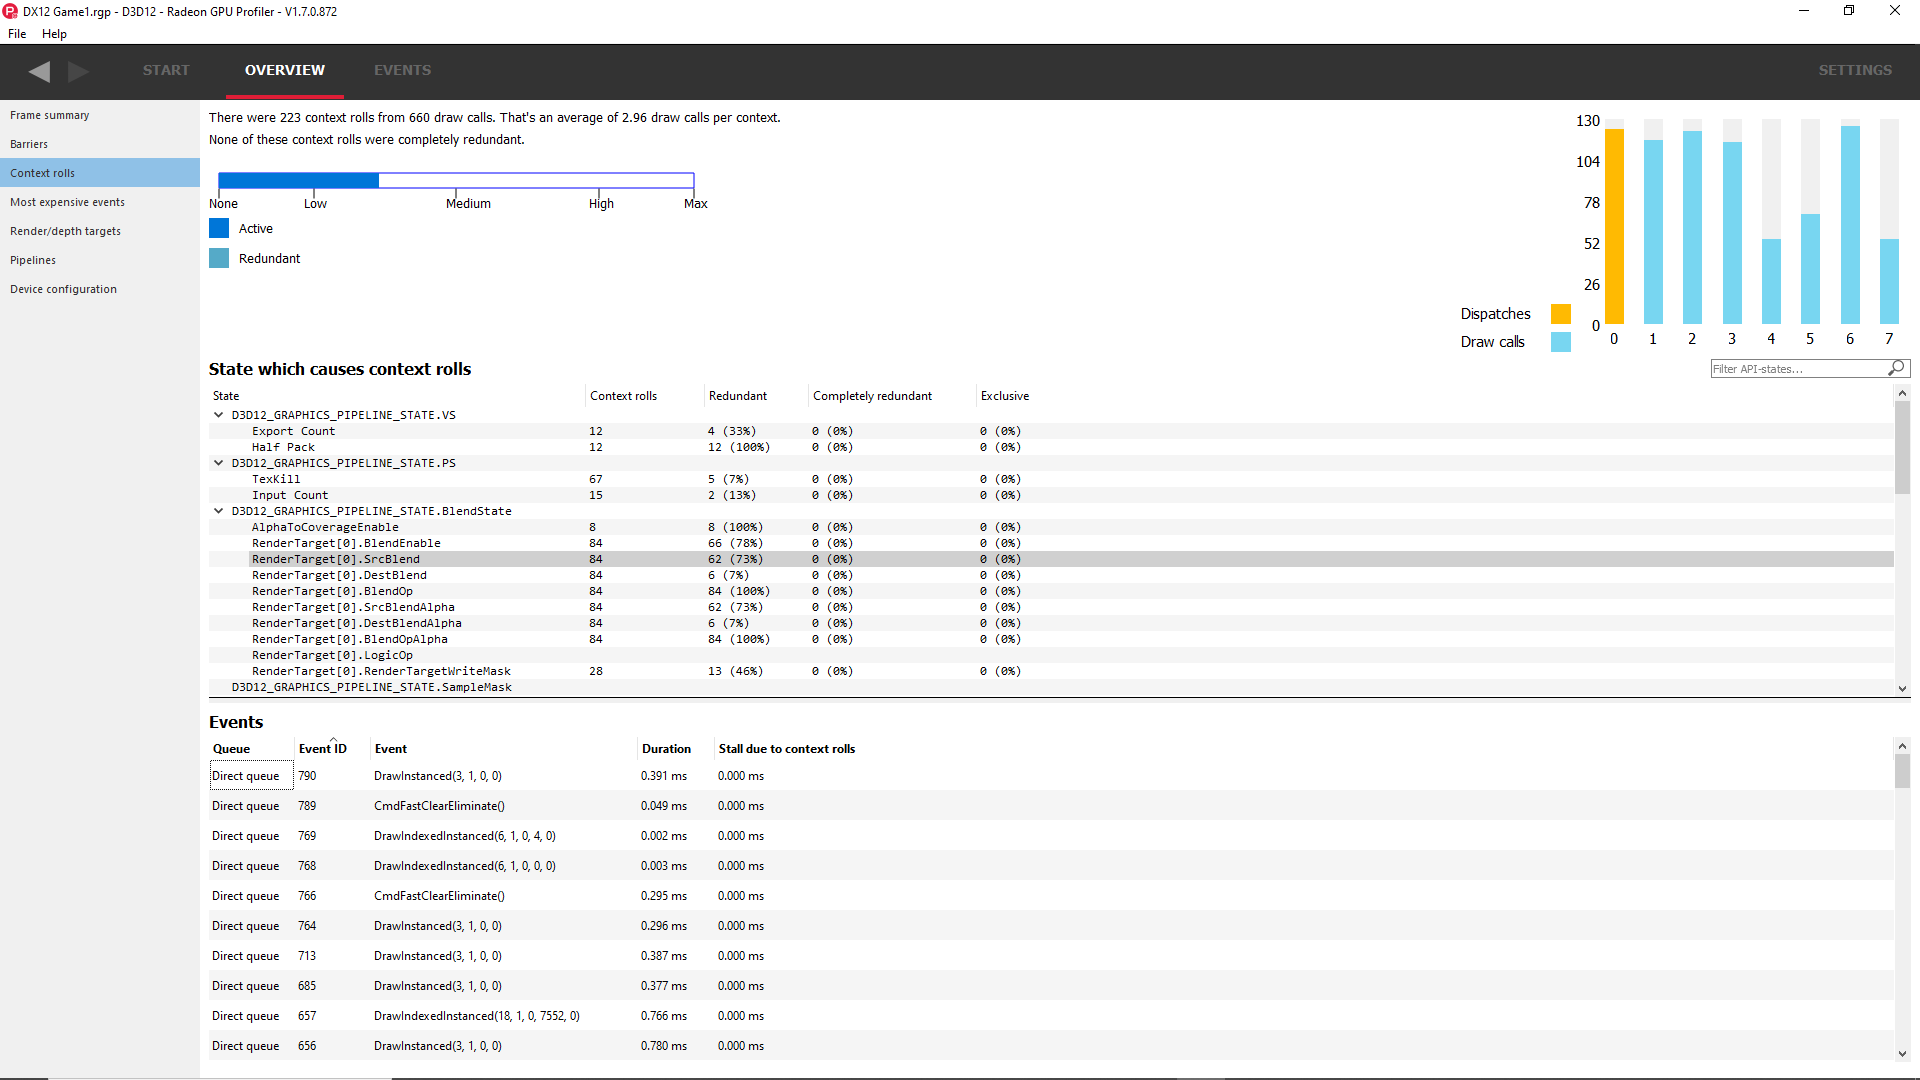 DX12 Game1.rgp - D3D12 - Radeon GPU Profiler - V1.7.0.872
File Help
START OVERVIEW EVENTS SETTINGS
Frame summary
Barriers
Context rolls
Most expensive events
Render/depth targets
Pipelines
Device configuration
There were 223 context rolls from 660 draw calls. That's an average of 2.96 draw calls per context.
None of these context rolls were completely redundant.
None Low Medium High Max
Active
Redundant
130
104
78
52
26
0
0 1 2 3 4 5 6 7
Dispatches
Draw calls
State which causes context rolls
Filter API-states...
State Context rolls Redundant Completely redundant Exclusive
D3D12_GRAPHICS_PIPELINE_STATE.VS
Export Count 12 4 (33%) 0 (0%) 0 (0%)
Half Pack 12 12 (100%) 0 (0%) 0 (0%)
D3D12_GRAPHICS_PIPELINE_STATE.PS
TexKill 67 5 (7%) 0 (0%) 0 (0%)
Input Count 15 2 (13%) 0 (0%) 0 (0%)
D3D12_GRAPHICS_PIPELINE_STATE.BlendState
AlphaToCoverageEnable 8 8 (100%) 0 (0%) 0 (0%)
RenderTarget[0].BlendEnable 84 66 (78%) 0 (0%) 0 (0%)
RenderTarget[0].SrcBlend 84 62 (73%) 0 (0%) 0 (0%)
RenderTarget[0].DestBlend 84 6 (7%) 0 (0%) 0 (0%)
RenderTarget[0].BlendOp 84 84 (100%) 0 (0%) 0 (0%)
RenderTarget[0].SrcBlendAlpha 84 62 (73%) 0 (0%) 0 (0%)
RenderTarget[0].DestBlendAlpha 84 6 (7%) 0 (0%) 0 (0%)
RenderTarget[0].BlendOpAlpha 84 84 (100%) 0 (0%) 0 (0%)
RenderTarget[0].LogicOp
RenderTarget[0].RenderTargetWriteMask 28 13 (46%) 0 (0%) 0 (0%)
D3D12_GRAPHICS_PIPELINE_STATE.SampleMask
Events
Queue Event ID Event Duration Stall due to context rolls
Direct queue 790 DrawInstanced(3, 1, 0, 0) 0.391 ms 0.000 ms
Direct queue 789 CmdFastClearEliminate() 0.049 ms 0.000 ms
Direct queue 769 DrawIndexedInstanced(6, 1, 0, 4, 0) 0.002 ms 0.000 ms
Direct queue 768 DrawIndexedInstanced(6, 1, 0, 0, 0) 0.003 ms 0.000 ms
Direct queue 766 CmdFastClearEliminate() 0.295 ms 0.000 ms
Direct queue 764 DrawInstanced(3, 1, 0, 0) 0.296 ms 0.000 ms
Direct queue 713 DrawInstanced(3, 1, 0, 0) 0.387 ms 0.000 ms
Direct queue 685 DrawInstanced(3, 1, 0, 0) 0.377 ms 0.000 ms
Direct queue 657 DrawIndexedInstanced(18, 1, 0, 7552, 0) 0.766 ms 0.000 ms
Direct queue 656 DrawInstanced(3, 1, 0, 0) 0.780 ms 0.000 ms